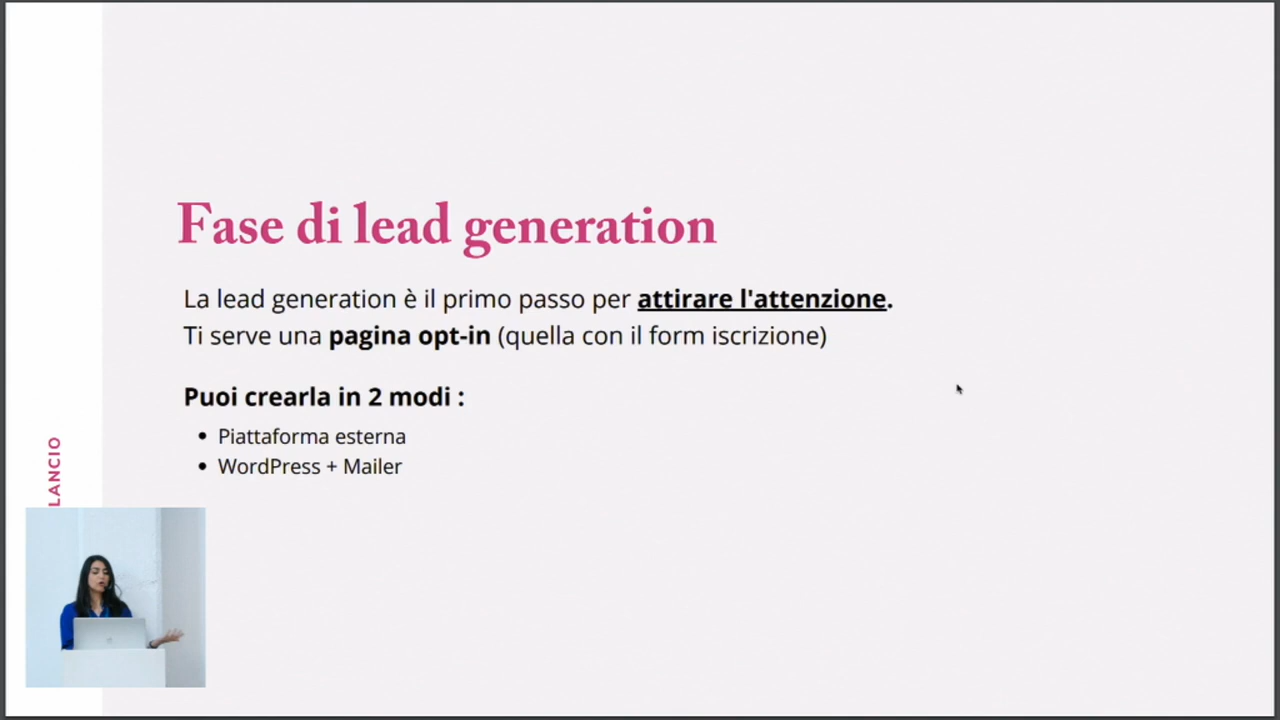 Fase di lead generation
La lead generation è il primo passo per attirare l'attenzione.
Ti serve una pagina opt-in (quella con il form iscrizione)
Puoi crearla in 2 modi :
• Piattaforma esterna
• WordPress + Mailer
LANCIO